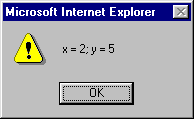 Microsoft Internet Explorer
x = 2; y = 5
OK